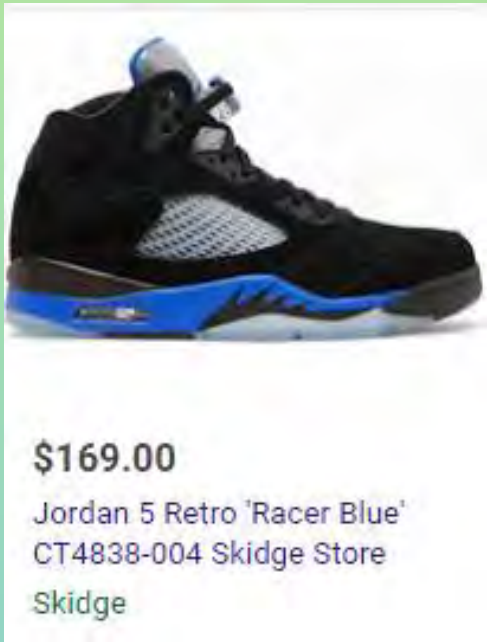 $169.00
Jordan 5 Retro 'Racer Blue'
CT4838-004 Skidge Store
Skidge